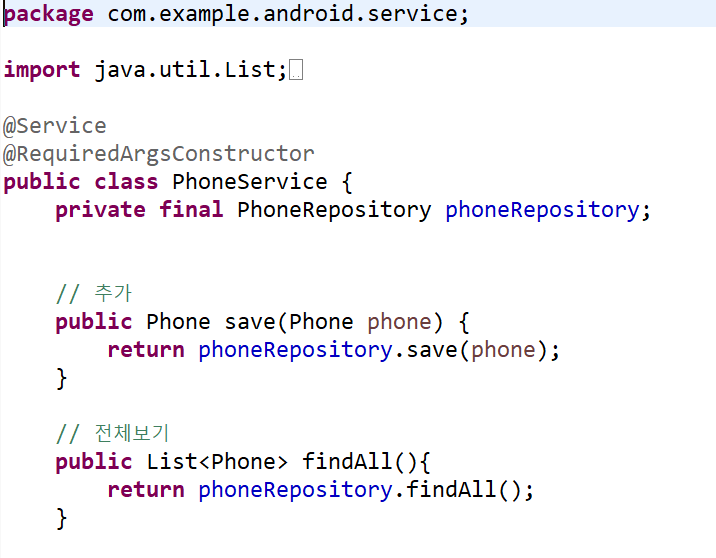 package com.example.android.service;
import java.util.List;
@Service
@RequiredArgsConstructor
public class PhoneService {
    private final PhoneRepository phoneRepository;
    // 추가
    public Phone save(Phone phone) {
        return phoneRepository.save(phone);
    }
    // 전체보기
    public List<Phone> findAll(){
        return phoneRepository.findAll();
    }